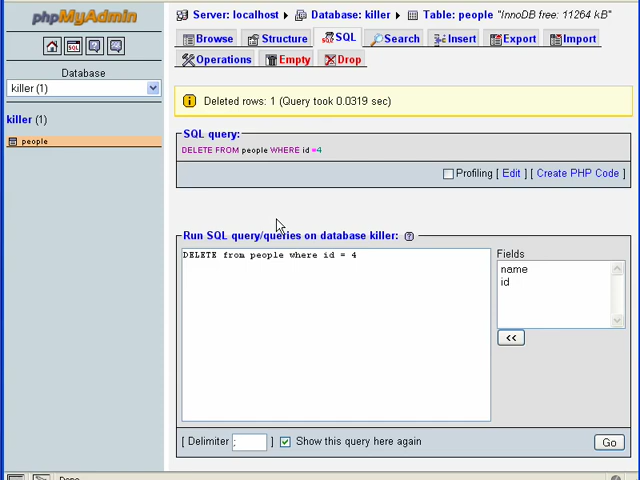 phpMyAdmin
Server: localhost Database: killer Table: people "InnoDB free: 11264 kB"
Browse Structure SQL Search Insert Export Import
Operations Empty Drop
Database
killer (1)
killer (1)
people
Deleted rows: 1 (Query took 0.0319 sec)
SQL query:
DELETE FROM people WHERE id =4
Profiling [ Edit ] [ Create PHP Code ]
Run SQL query/queries on database killer:
DELETE from people where id = 4
Fields
name
id
<<
[ Delimiter ; ] Show this query here again
Go